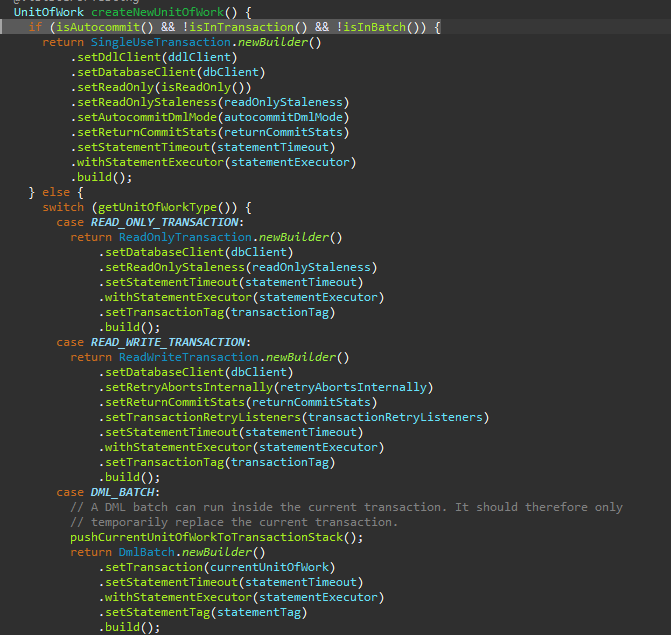 UnitOfWork createNewUnitOfWork() {
if (isAutocommit() && !isInTransaction() && !isInBatch()) {
return SingleUseTransaction.newBuilder()
.setDdlClient(ddlClient)
.setDatabaseClient(dbClient)
.setReadOnly(isReadOnly())
.setReadOnlyStaleness(readOnlyStaleness)
.setAutocommitDmlMode(autocommitDmlMode)
.setReturnCommitStats(returnCommitStats)
.setStatementTimeout(statementTimeout)
.withStatementExecutor(statementExecutor)
.build();
} else {
switch (getUnitOfWorkType()) {
case READ_ONLY_TRANSACTION:
return ReadOnlyTransaction.newBuilder()
.setDatabaseClient(dbClient)
.setReadOnlyStaleness(readOnlyStaleness)
.setStatementTimeout(statementTimeout)
.withStatementExecutor(statementExecutor)
.setTransactionTag(transactionTag)
.build();
case READ_WRITE_TRANSACTION:
return ReadWriteTransaction.newBuilder()
.setDatabaseClient(dbClient)
.setRetryAbortsInternally(retryAbortsInternally)
.setReturnCommitStats(returnCommitStats)
.setTransactionRetryListeners(transactionRetryListeners)
.setStatementTimeout(statementTimeout)
.withStatementExecutor(statementExecutor)
.setTransactionTag(transactionTag)
.build();
case DML_BATCH:
// A DML batch can run inside the current transaction. It should therefore only
// temporarily replace the current transaction.
pushCurrentUnitOfWorkToTransactionStack();
return DmlBatch.newBuilder()
.setTransaction(currentUnitOfWork)
.setStatementTimeout(statementTimeout)
.withStatementExecutor(statementExecutor)
.setStatementTag(statementTag)
.build();